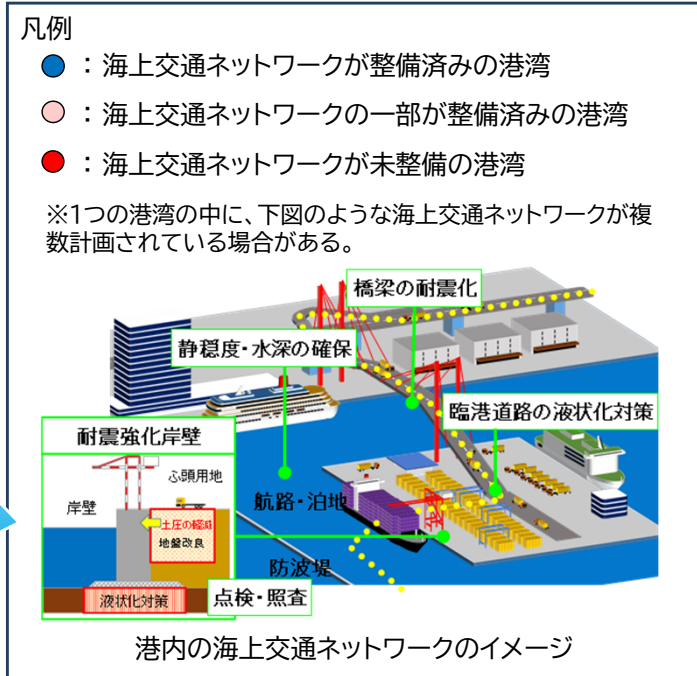 凡例
：海上交通ネットワークが整備済みの港湾
：海上交通ネットワークの一部が整備済みの港湾
：海上交通ネットワークが未整備の港湾
※1つの港湾の中に、下図のような海上交通ネットワークが複
数計画されている場合がある。
橋梁の耐震化
静穏度・水深の確保
臨港道路の液状化対策
耐震強化岸壁
ふ頭用地
岸壁
土圧の軽減
地盤改良
液状化対策
航路・泊地
防波堤
点検・照査
港内の海上交通ネットワークのイメージ